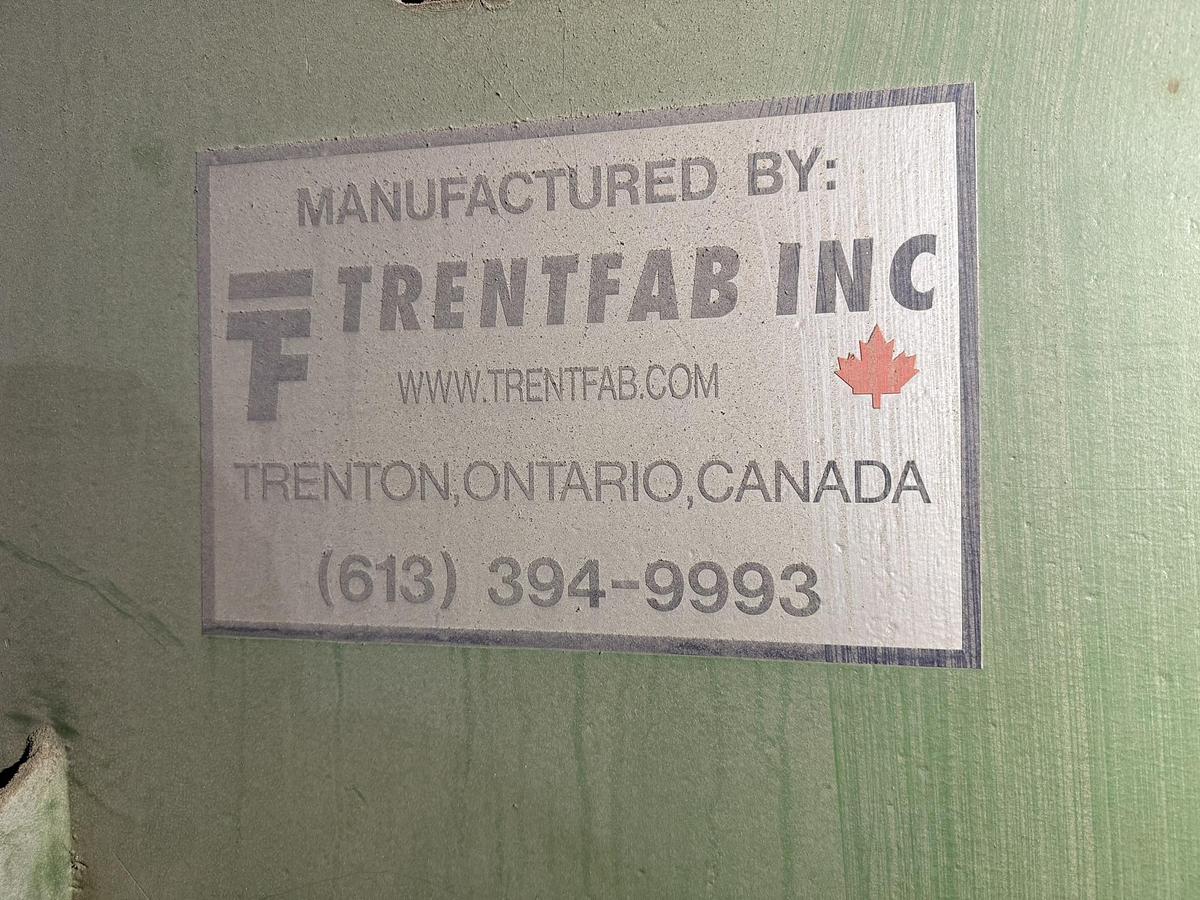 MANUFACTURED BY:
TF TRENTFAB INC
WWW.TRENTFAB.COM
TRENTON,ONTARIO,CANADA
(613) 394-9993